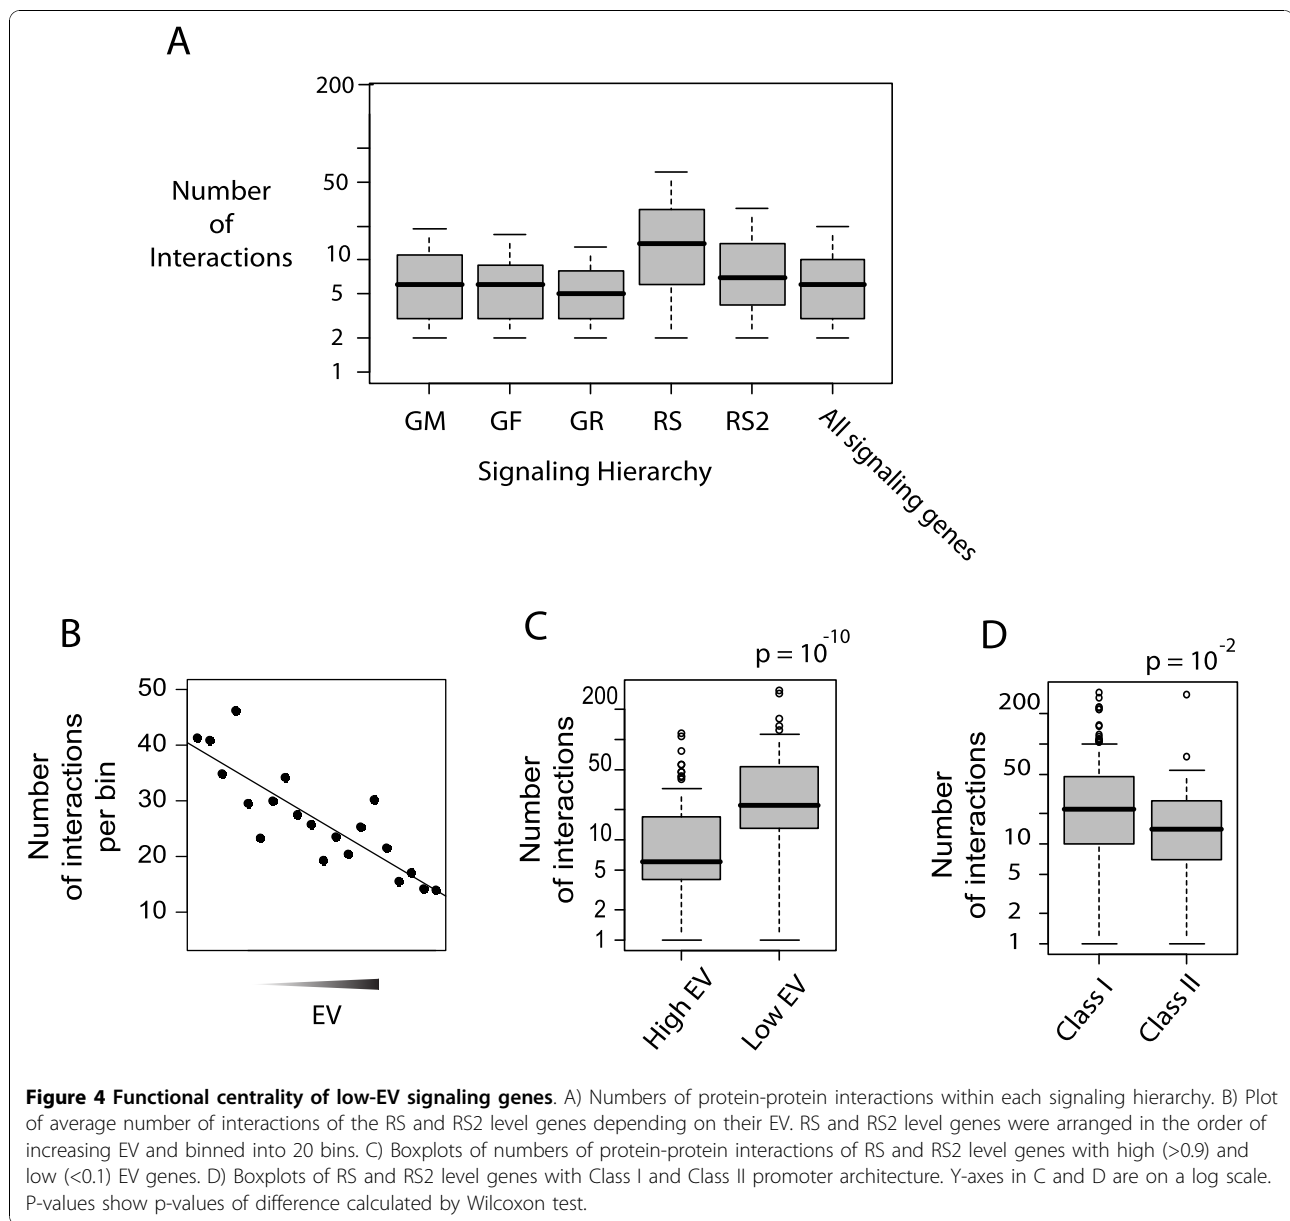 A
200
50
10
5
2
1
Number
of
Interactions
GM GF GR RS RS2 All signaling genes
Signaling Hierarchy
B
50
40
30
20
10
Number
of interactions
per bin
EV
C
p = 10-10
200
50
10
5
2
1
Number
of interactions
High EV Low EV
D
p = 10-2
200
50
10
5
2
1
Number
of interactions
Class I Class II
Figure 4 Functional centrality of low-EV signaling genes. A) Numbers of protein-protein interactions within each signaling hierarchy. B) Plot
of average number of interactions of the RS and RS2 level genes depending on their EV. RS and RS2 level genes were arranged in the order of
increasing EV and binned into 20 bins. C) Boxplots of numbers of protein-protein interactions of RS and RS2 level genes with high (>0.9) and
low (<0.1) EV genes. D) Boxplots of RS and RS2 level genes with Class I and Class II promoter architecture. Y-axes in C and D are on a log scale.
P-values show p-values of difference calculated by Wilcoxon test.